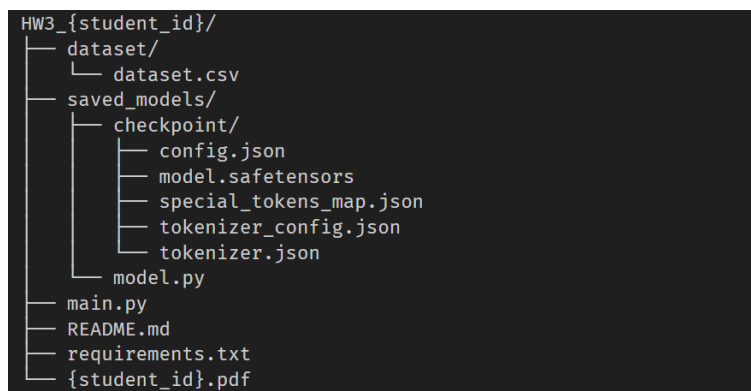 HW3_{student_id}/
├── dataset/
│   └── dataset.csv
├── saved_models/
│   ├── checkpoint/
│   │   ├── config.json
│   │   ├── model.safetensors
│   │   ├── special_tokens_map.json
│   │   ├── tokenizer_config.json
│   │   └── tokenizer.json
│   └── model.py
├── main.py
├── README.md
├── requirements.txt
└── {student_id}.pdf